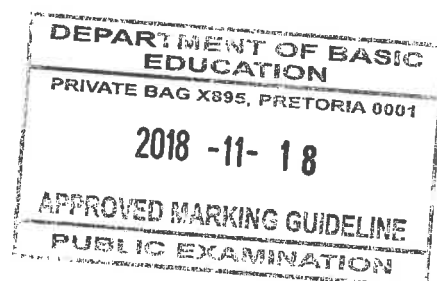 DEPARTMENT OF BASIC
EDUCATION
PRIVATE BAG X895, PRETORIA 0001
2018 -11- 18
APPROVED MARKING GUIDELINE
PUBLIC EXAMINATION